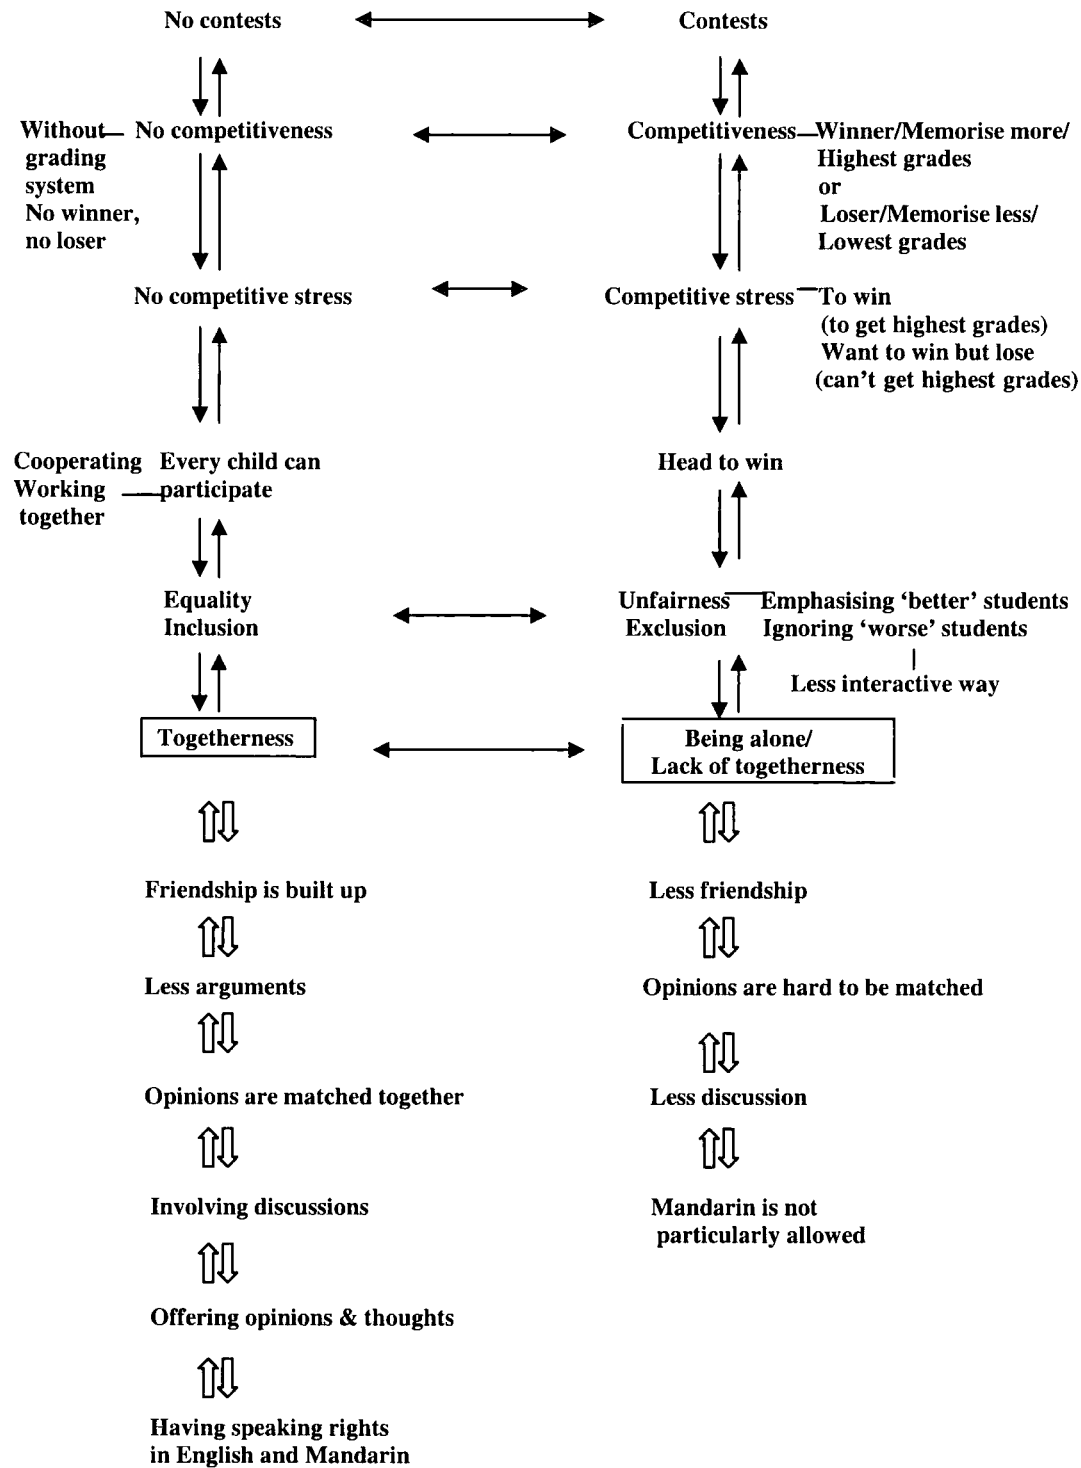 No contests
Contests
Without
grading
system
No winner,
no loser
No competitiveness
Competitiveness
Winner/Memorise more/
Highest grades
or
Loser/Memorise less/
Lowest grades
No competitive stress
Competitive stress
To win
(to get highest grades)
Want to win but lose
(can't get highest grades)
Cooperating
Working
together
Every child can
participate
Head to win
Equality
Inclusion
Unfairness
Exclusion
Emphasising ‘better’ students
Ignoring ‘worse’ students
Less interactive way
Togetherness
Being alone/
Lack of togetherness
Friendship is built up
Less friendship
Less arguments
Opinions are hard to be matched
Opinions are matched together
Less discussion
Involving discussions
Mandarin is not
particularly allowed
Offering opinions & thoughts
Having speaking rights
in English and Mandarin